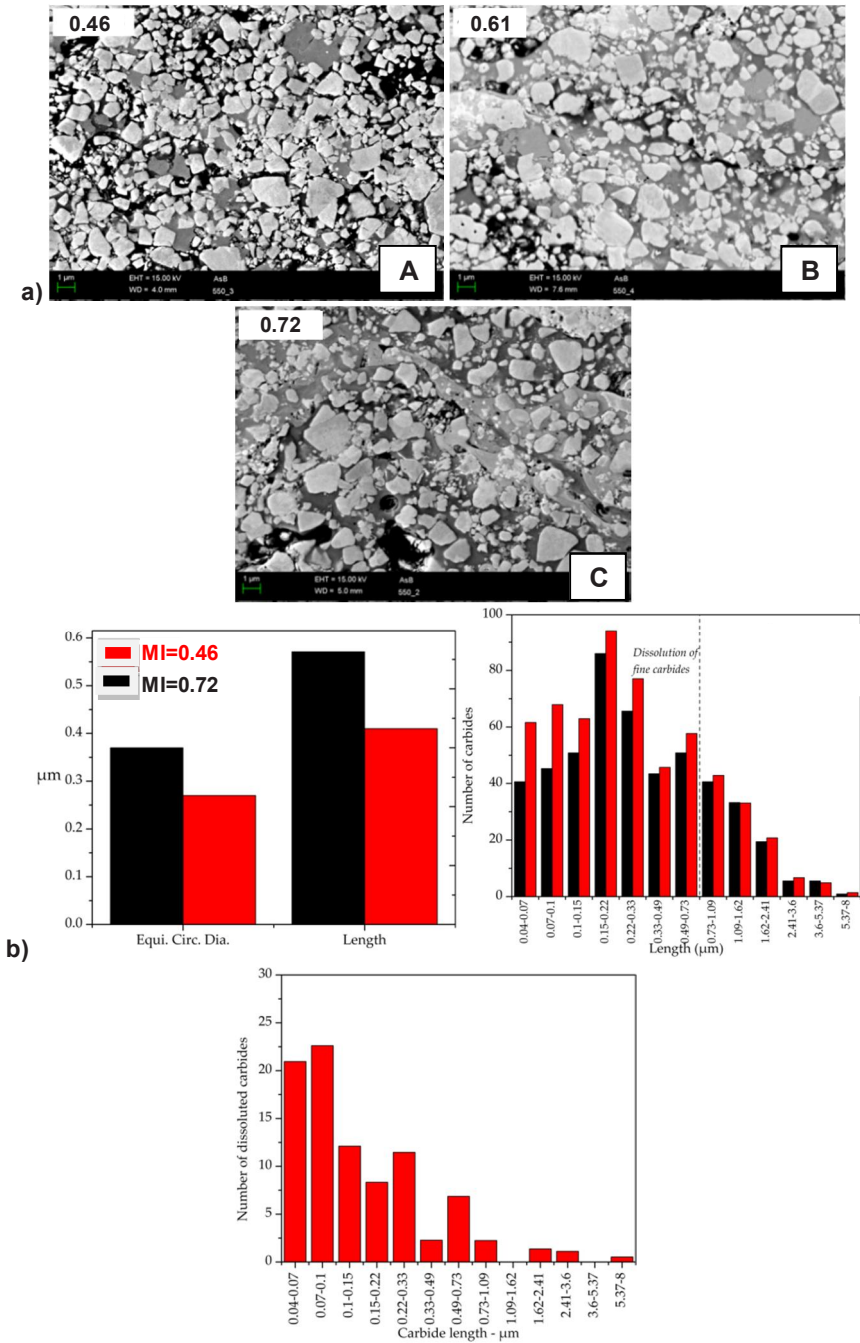 0.46
1 µm
EHT = 15.00 kV
WD = 4.0 mm
AsB
550_3
A
0.61
1 µm
EHT = 15.00 kV
WD = 7.6 mm
AsB
550_4
B
a)
0.72
1 µm
EHT = 15.00 kV
WD = 5.0 mm
AsB
550_2
C
0.6
0.5
0.4
µm
0.3
0.2
0.1
0.0
MI=0.46
MI=0.72
Equi. Circ. Dia.
Length
100
80
60
40
20
0
Number of carbides
Dissolution of
fine carbides
0.04-0.07
0.07-0.1
0.1-0.15
0.15-0.22
0.22-0.33
0.33-0.49
0.49-0.73
0.73-1.09
1.09-1.62
1.62-2.41
2.41-3.6
3.6-5.37
5.37-8
Length (µm)
b)
30
25
20
15
10
5
0
Number of dissoluted carbides
0.04-0.07
0.07-0.1
0.1-0.15
0.15-0.22
0.22-0.33
0.33-0.49
0.49-0.73
0.73-1.09
1.09-1.62
1.62-2.41
2.41-3.6
3.6-5.37
5.37-8
Carbide length - µm